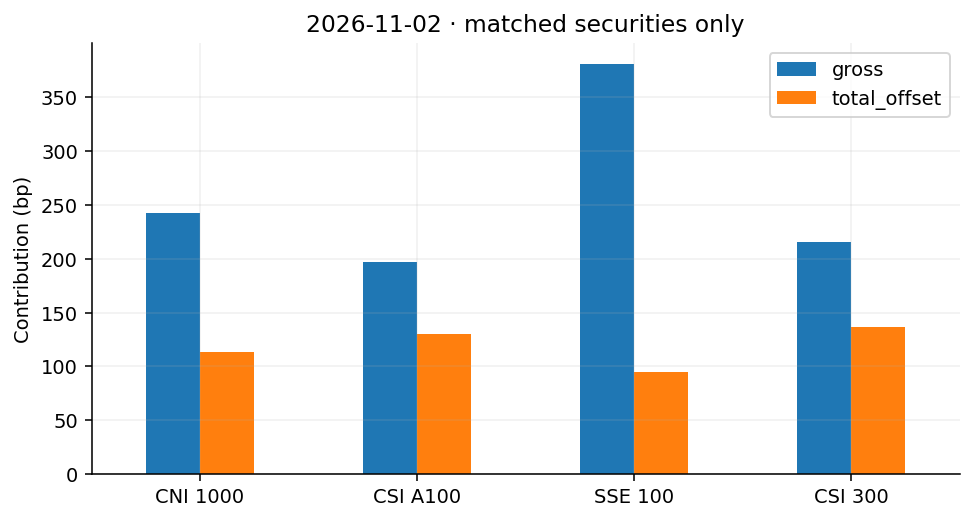 2026-11-02 · matched securities only
gross
total_offset
Contribution (bp)
350
300
250
200
150
100
50
0
CNI 1000
CSI A100
SSE 100
CSI 300